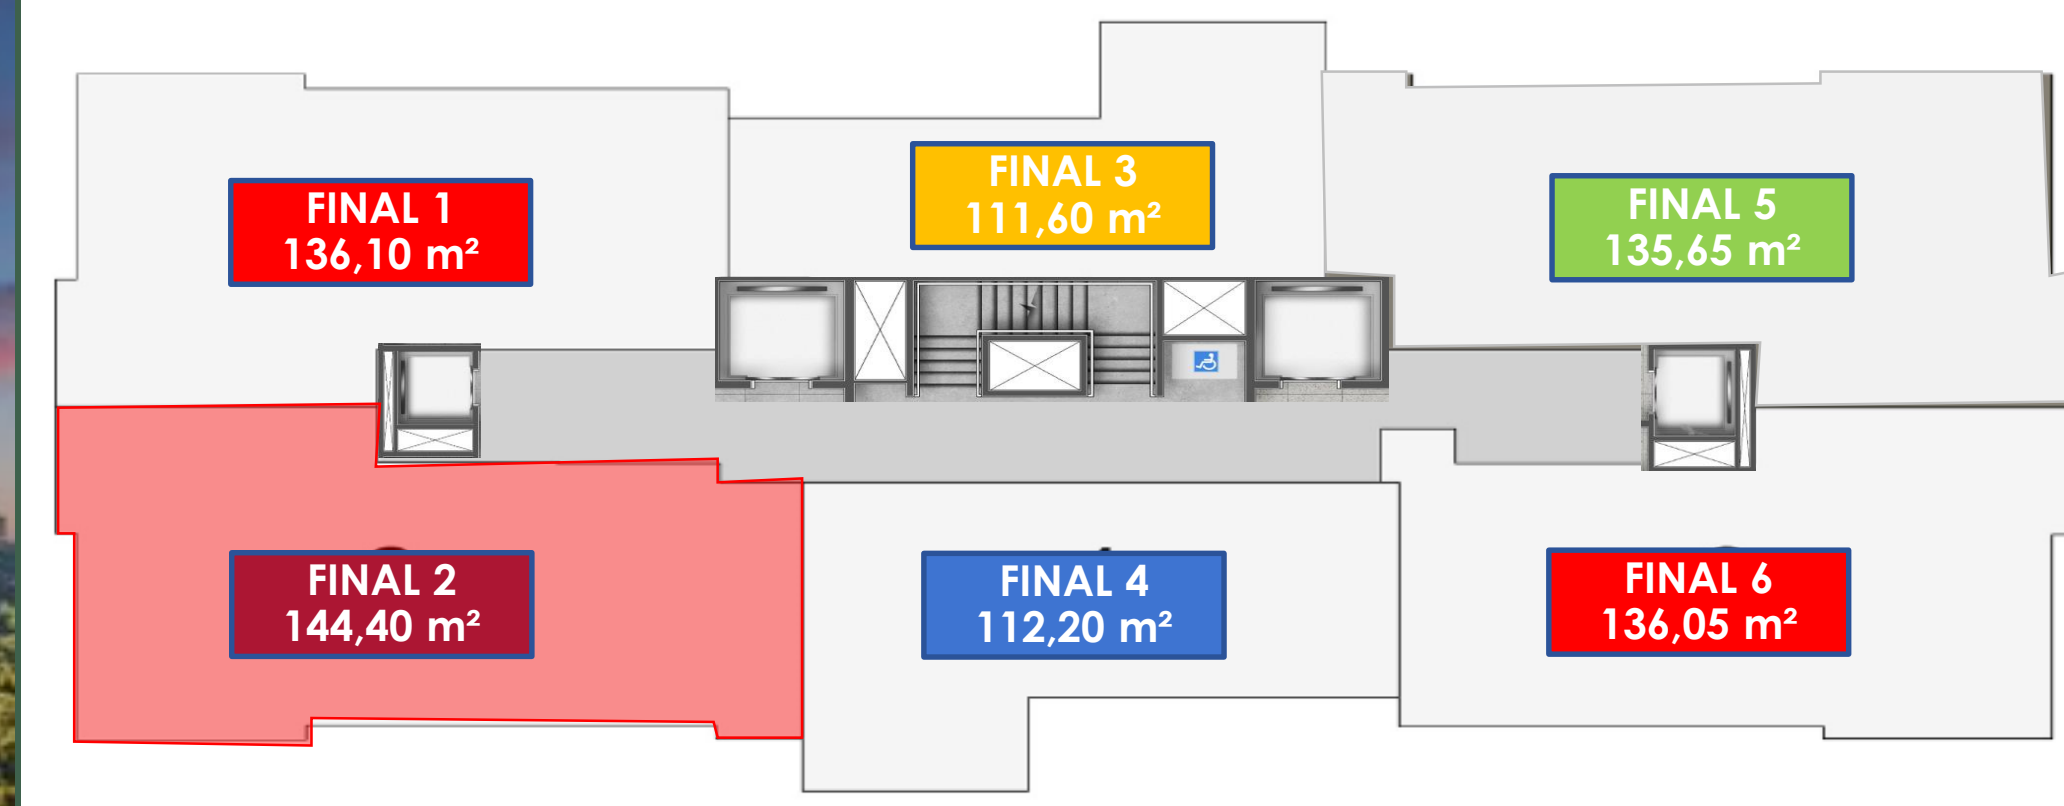 FINAL 1
136,10 m²
FINAL 3
111,60 m²
FINAL 5
135,65 m²
FINAL 2
144,40 m²
FINAL 4
112,20 m²
FINAL 6
136,05 m²